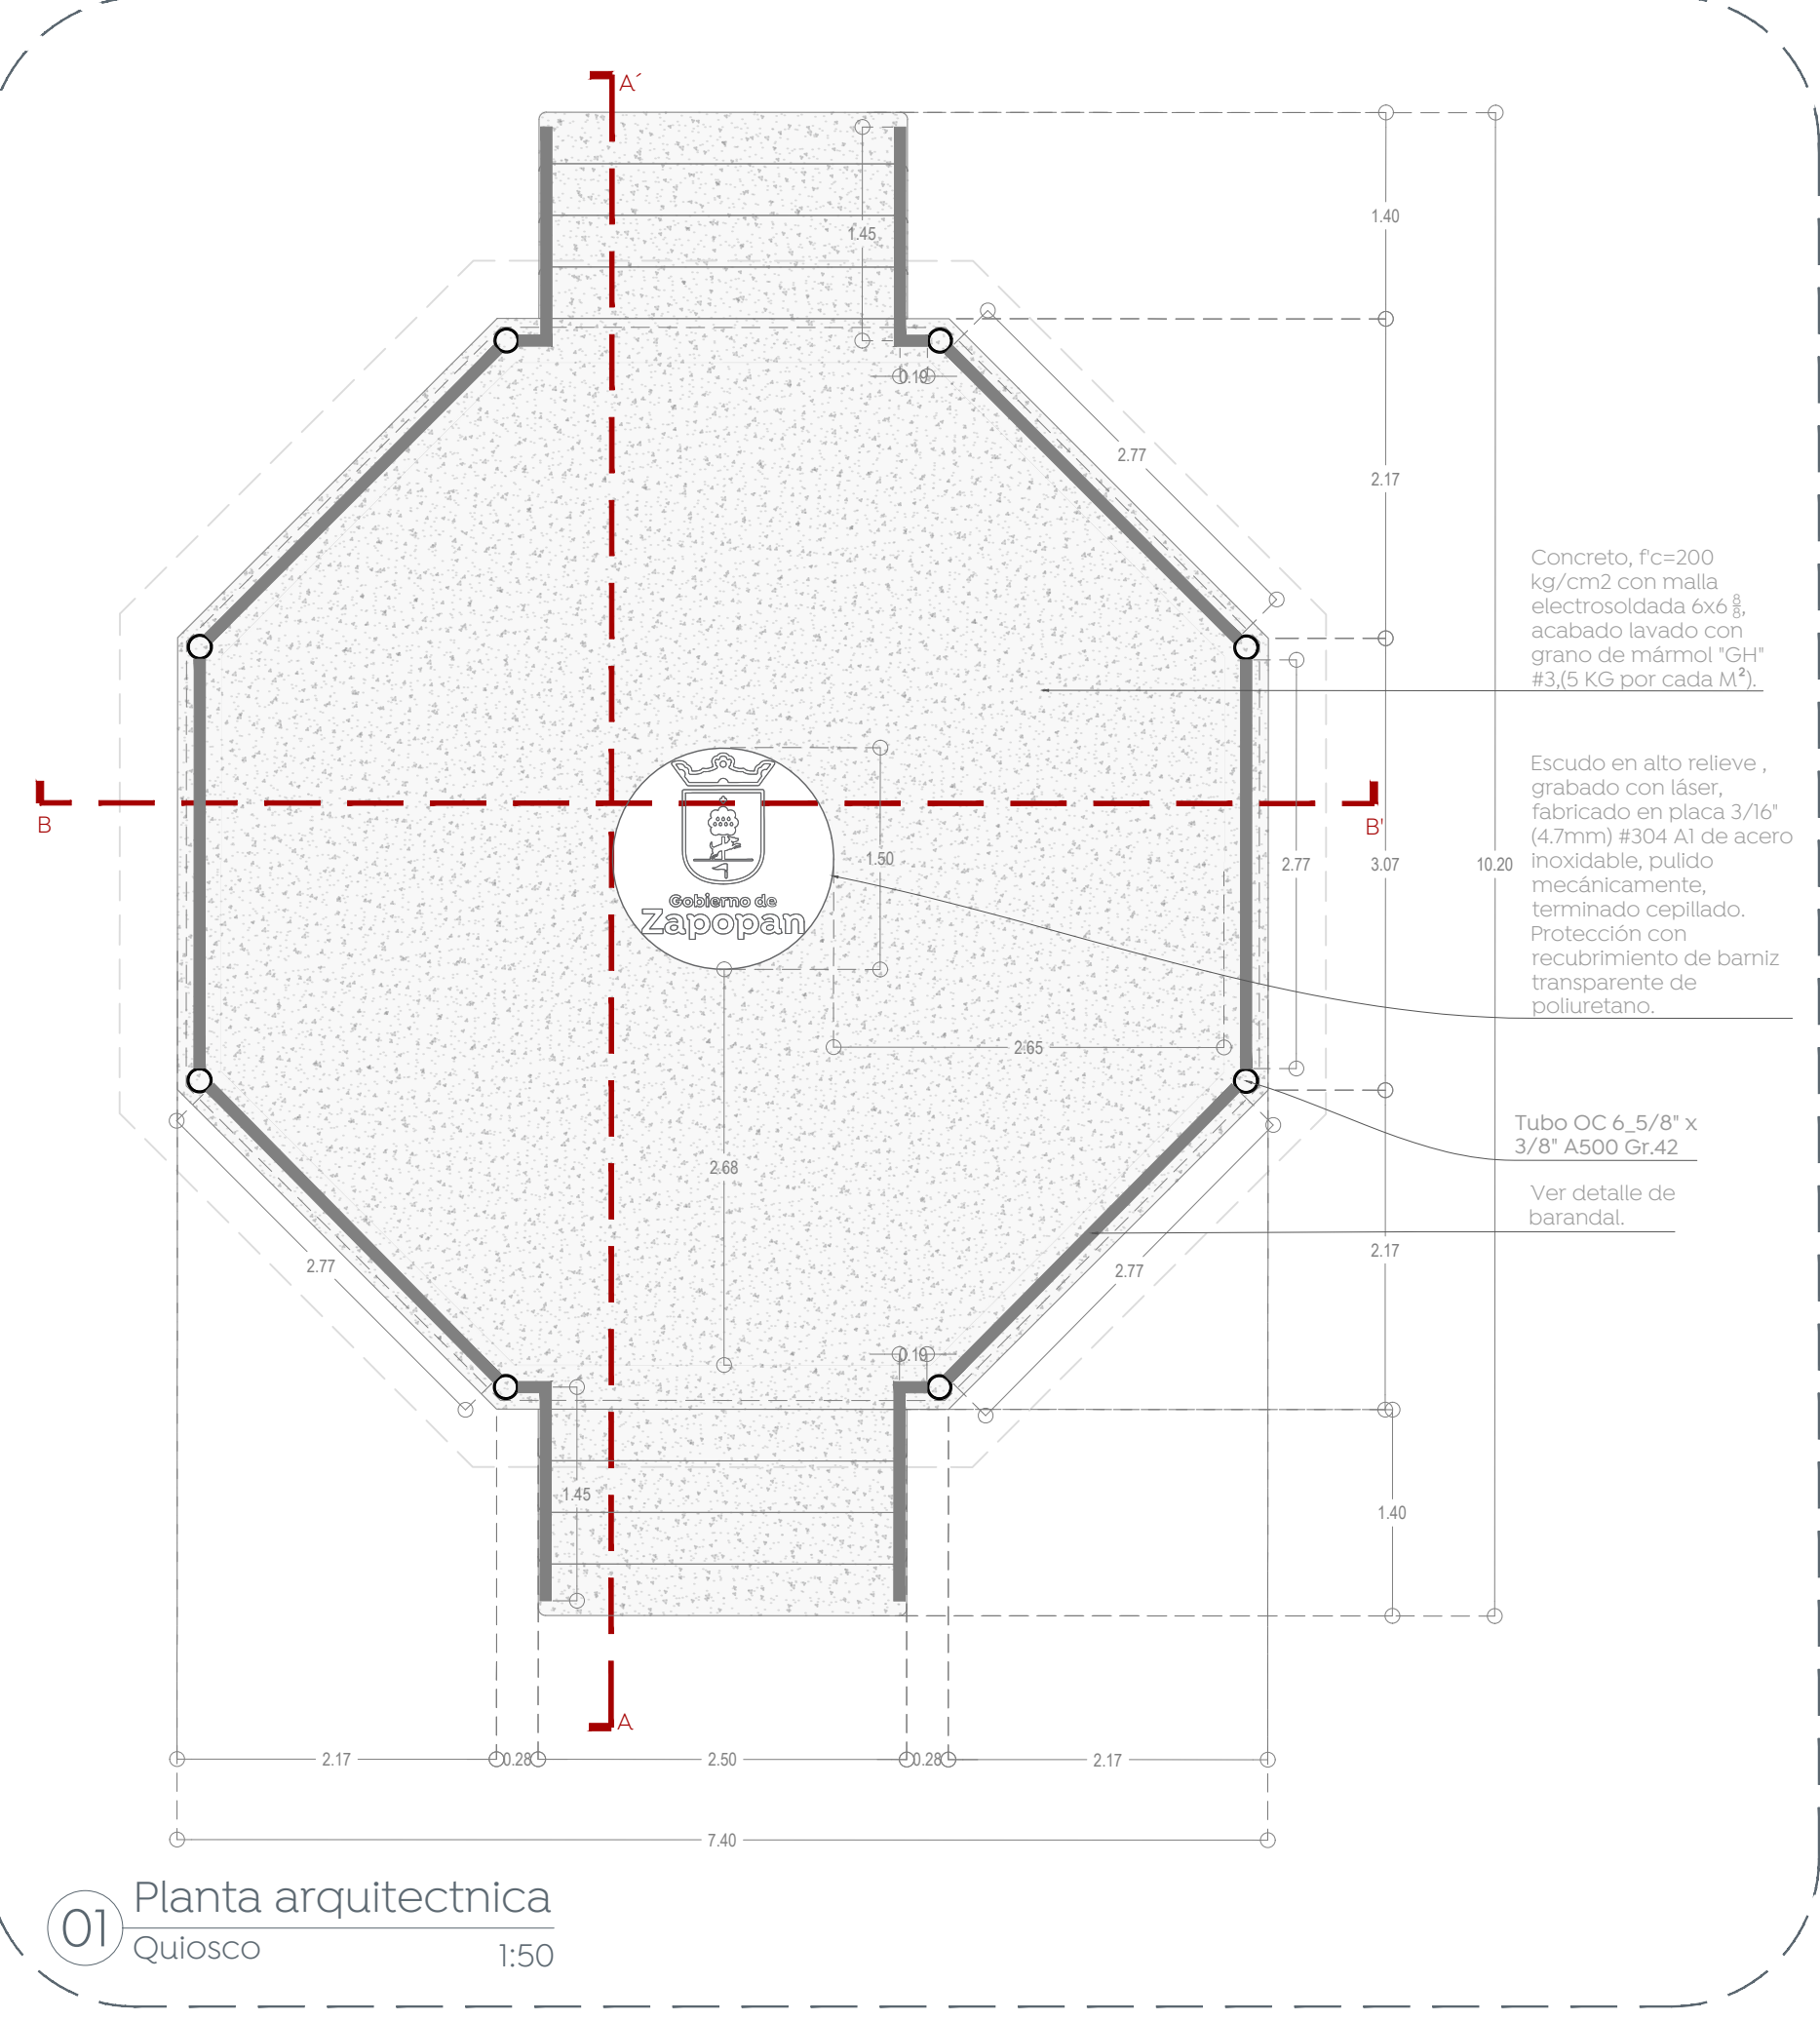 A´
1.40
1.45
0.19
2.77
2.17
Concreto, f'c=200
kg/cm2 con malla
electrosoldada 6x6 8/8,
acabado lavado con
grano de mármol "GH"
#3,(5 KG por cada M²).
Escudo en alto relieve ,
grabado con láser,
fabricado en placa 3/16"
(4.7mm) #304 A1 de acero
inoxidable, pulido
mecánicamente,
terminado cepillado.
Protección con
recubrimiento de barniz
transparente de
poliuretano.
B
B'
1.50
2.77
3.07
10.20
Gobierno de
Zapopan
2.65
Tubo OC 6_5/8" x
3/8" A500 Gr.42
2.68
Ver detalle de
barandal.
2.77
2.77
2.17
0.19
1.45
1.40
A
2.17
0.28
2.50
0.28
2.17
7.40
01
Planta arquitectnica
Quiosco
1:50